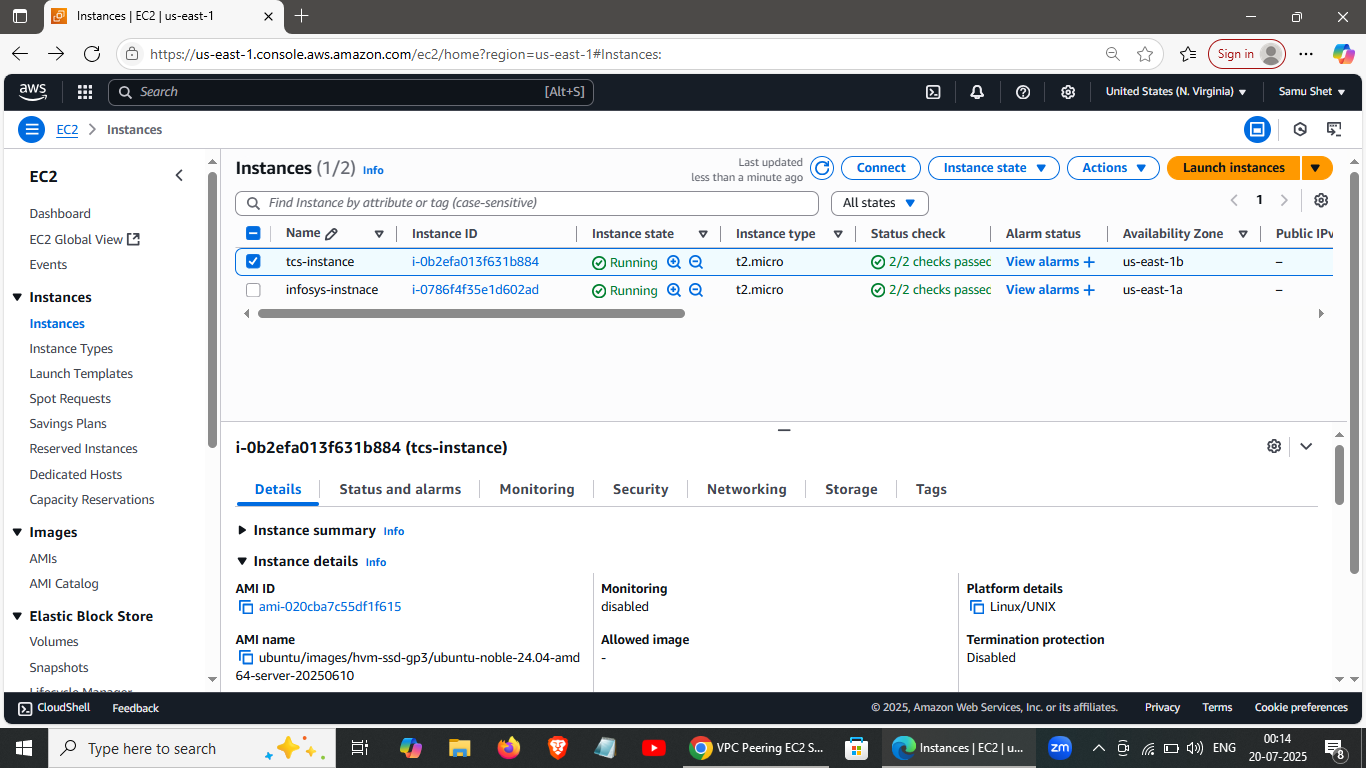 Instances | EC2 | us-east-1
https://us-east-1.console.aws.amazon.com/ec2/home?region=us-east-1#Instances:
Sign in
aws
Search
[Alt+S]
United States (N. Virginia)
Samu Shet
EC2
Instances
EC2
Dashboard
EC2 Global View
Events
Instances
Instances
Instance Types
Launch Templates
Spot Requests
Savings Plans
Reserved Instances
Dedicated Hosts
Capacity Reservations
Images
AMIs
AMI Catalog
Elastic Block Store
Volumes
Snapshots
Lifecycle Manager
Instances (1/2) Info
Last updated
less than a minute ago
Connect
Instance state
Actions
Launch instances
Find Instance by attribute or tag (case-sensitive)
All states
1
Name Instance ID Instance state Instance type Status check Alarm status Availability Zone Public IPv
tcs-instance i-0b2efa013f631b884 Running t2.micro 2/2 checks passed View alarms + us-east-1b –
infosys-instnace i-0786f4f35e1d602ad Running t2.micro 2/2 checks passed View alarms + us-east-1a –
i-0b2efa013f631b884 (tcs-instance)
Details Status and alarms Monitoring Security Networking Storage Tags
Instance summary Info
Instance details Info
AMI ID
ami-020cba7c55df1f615
AMI name
ubuntu/images/hvm-ssd-gp3/ubuntu-noble-24.04-amd
64-server-20250610
Monitoring
disabled
Allowed image
-
Platform details
Linux/UNIX
Termination protection
Disabled
CloudShell
Feedback
© 2025, Amazon Web Services, Inc. or its affiliates.
Privacy
Terms
Cookie preferences
Type here to search
VPC Peering EC2 S...
Instances | EC2 | u...
zm
ENG
00:14
20-07-2025
8